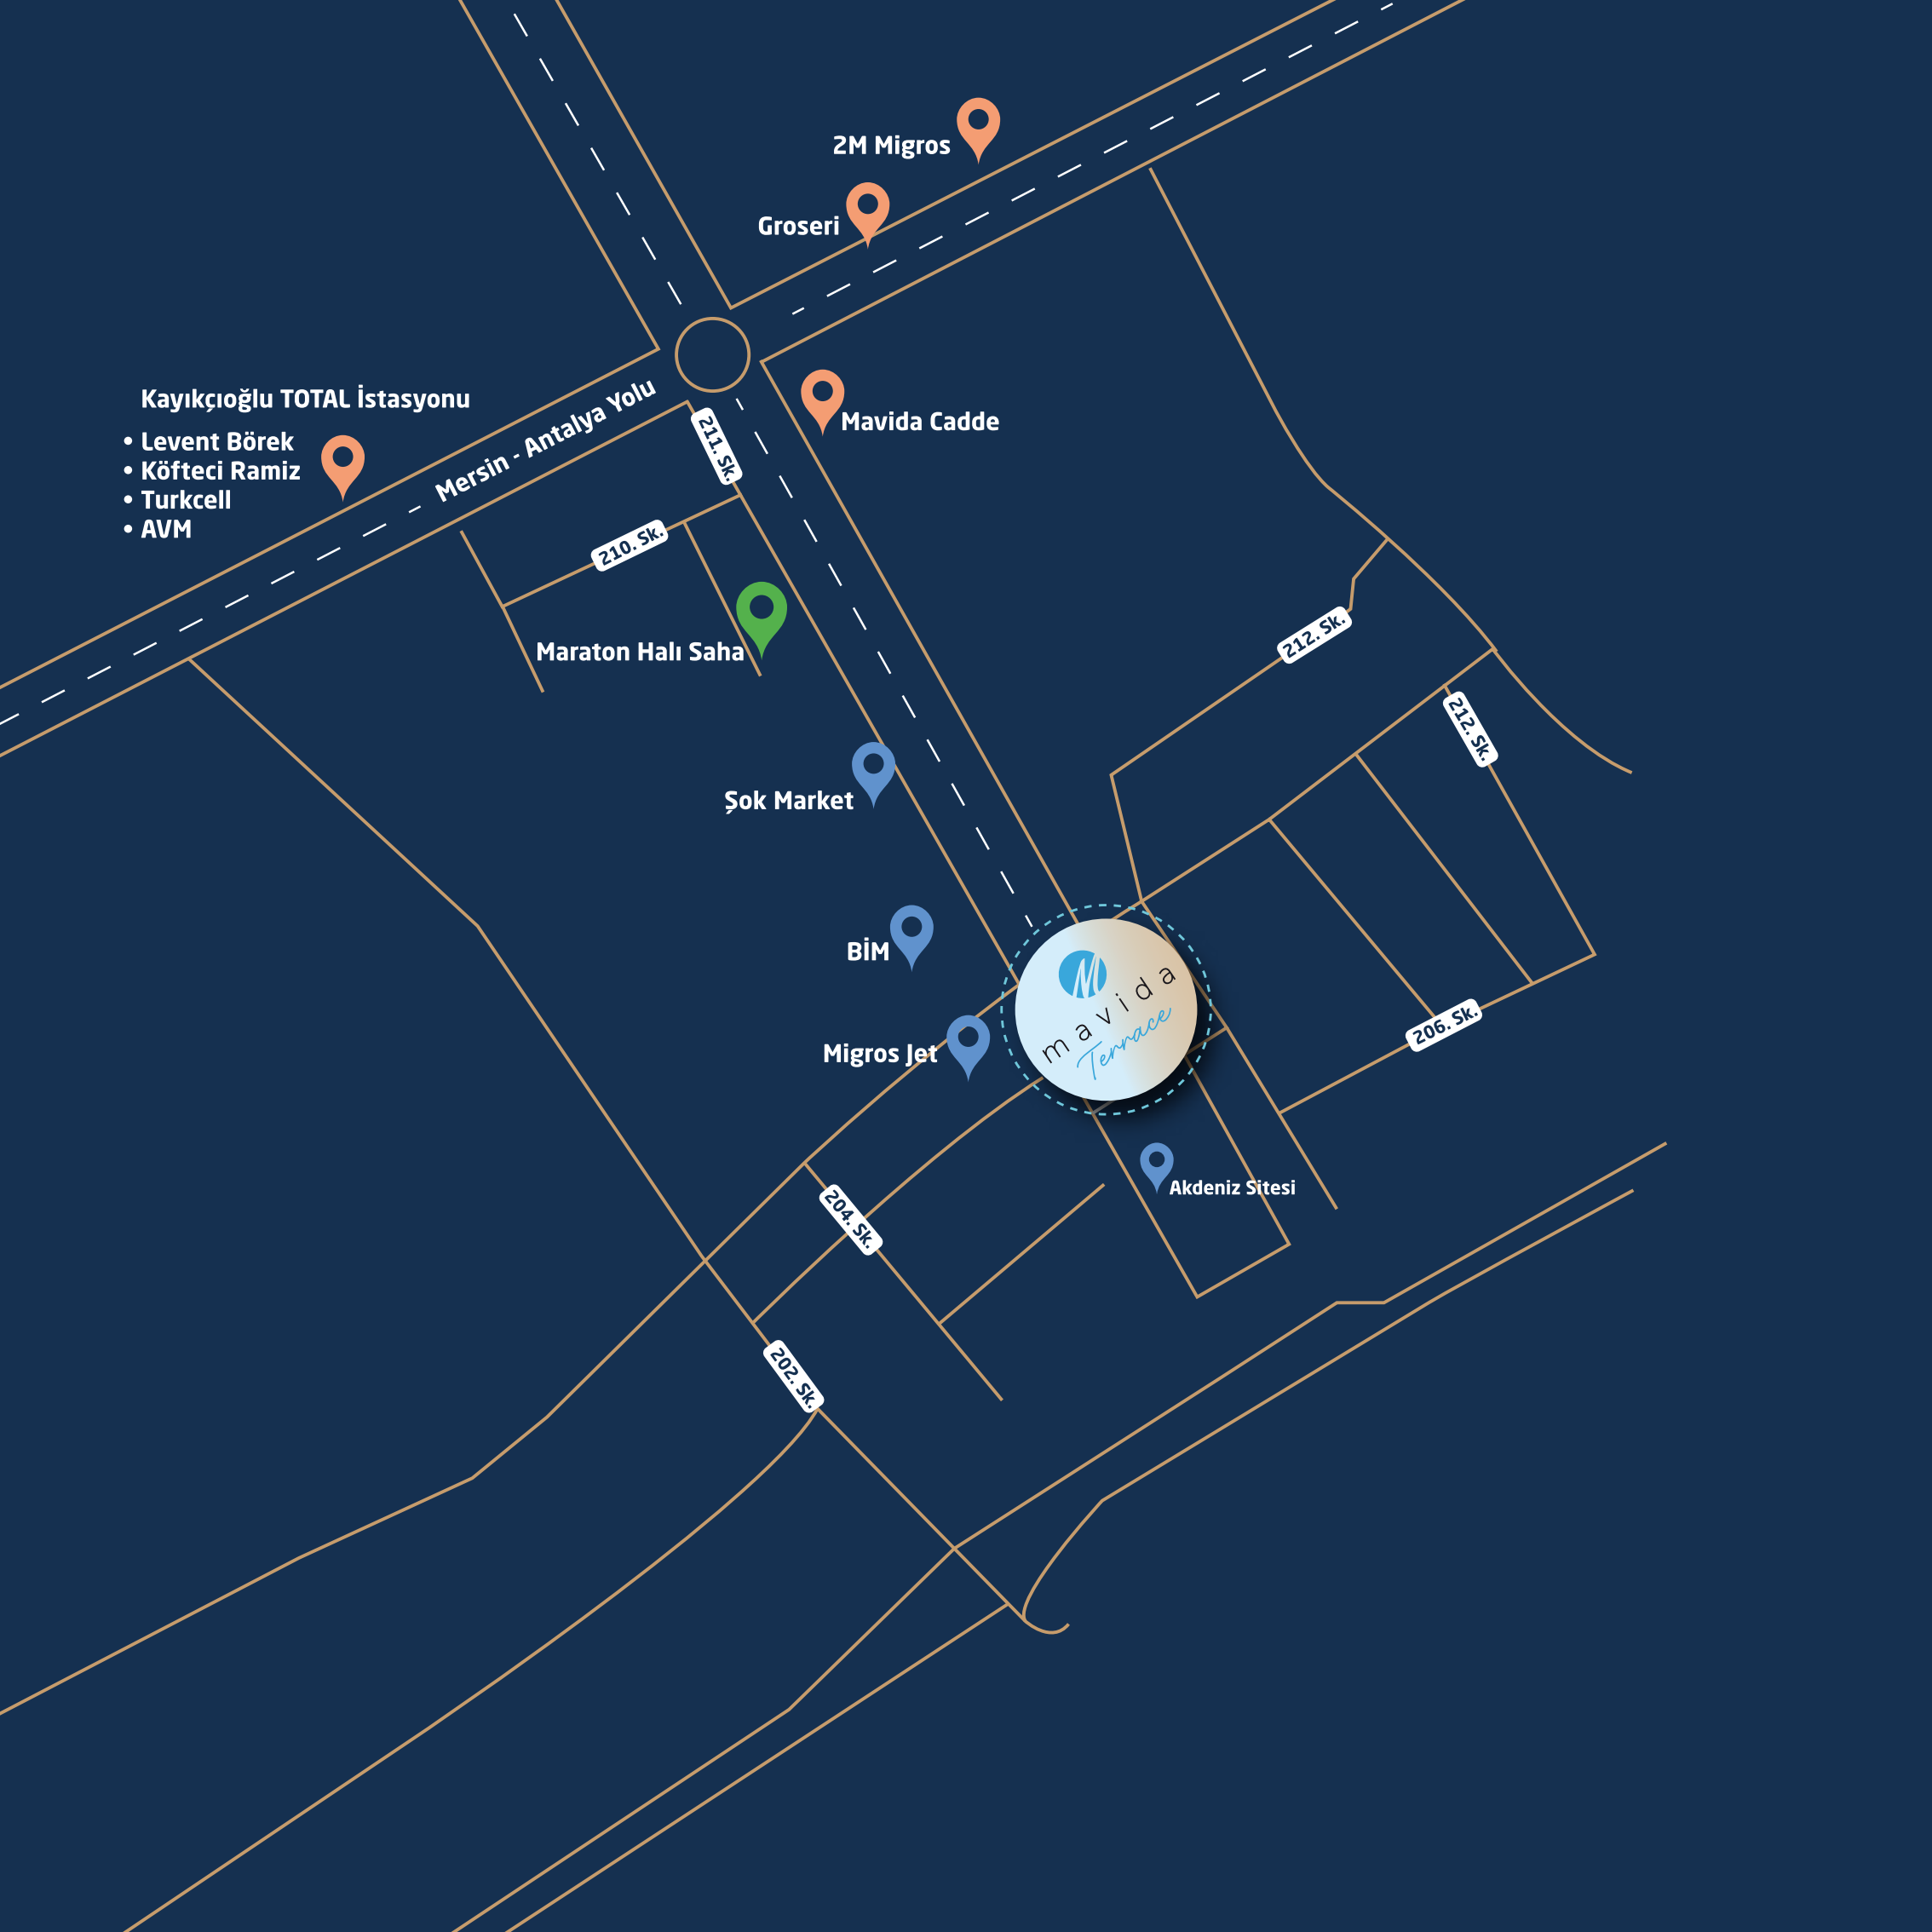 2M Migros
Groseri
Kayıkçıoğlu TOTAL İstasyonu
• Levent Börek
• Köfteci Ramiz
• Turkcell
• AVM
Mersin - Antalya Yolu
211. Sk.
Mavida Cadde
210. Sk.
Maraton Halı Saha
212. Sk.
212. Sk.
Şok Market
BİM
M
mavida
Terrace
Migros Jet
206. Sk.
Akdeniz Sitesi
204. Sk.
202. Sk.